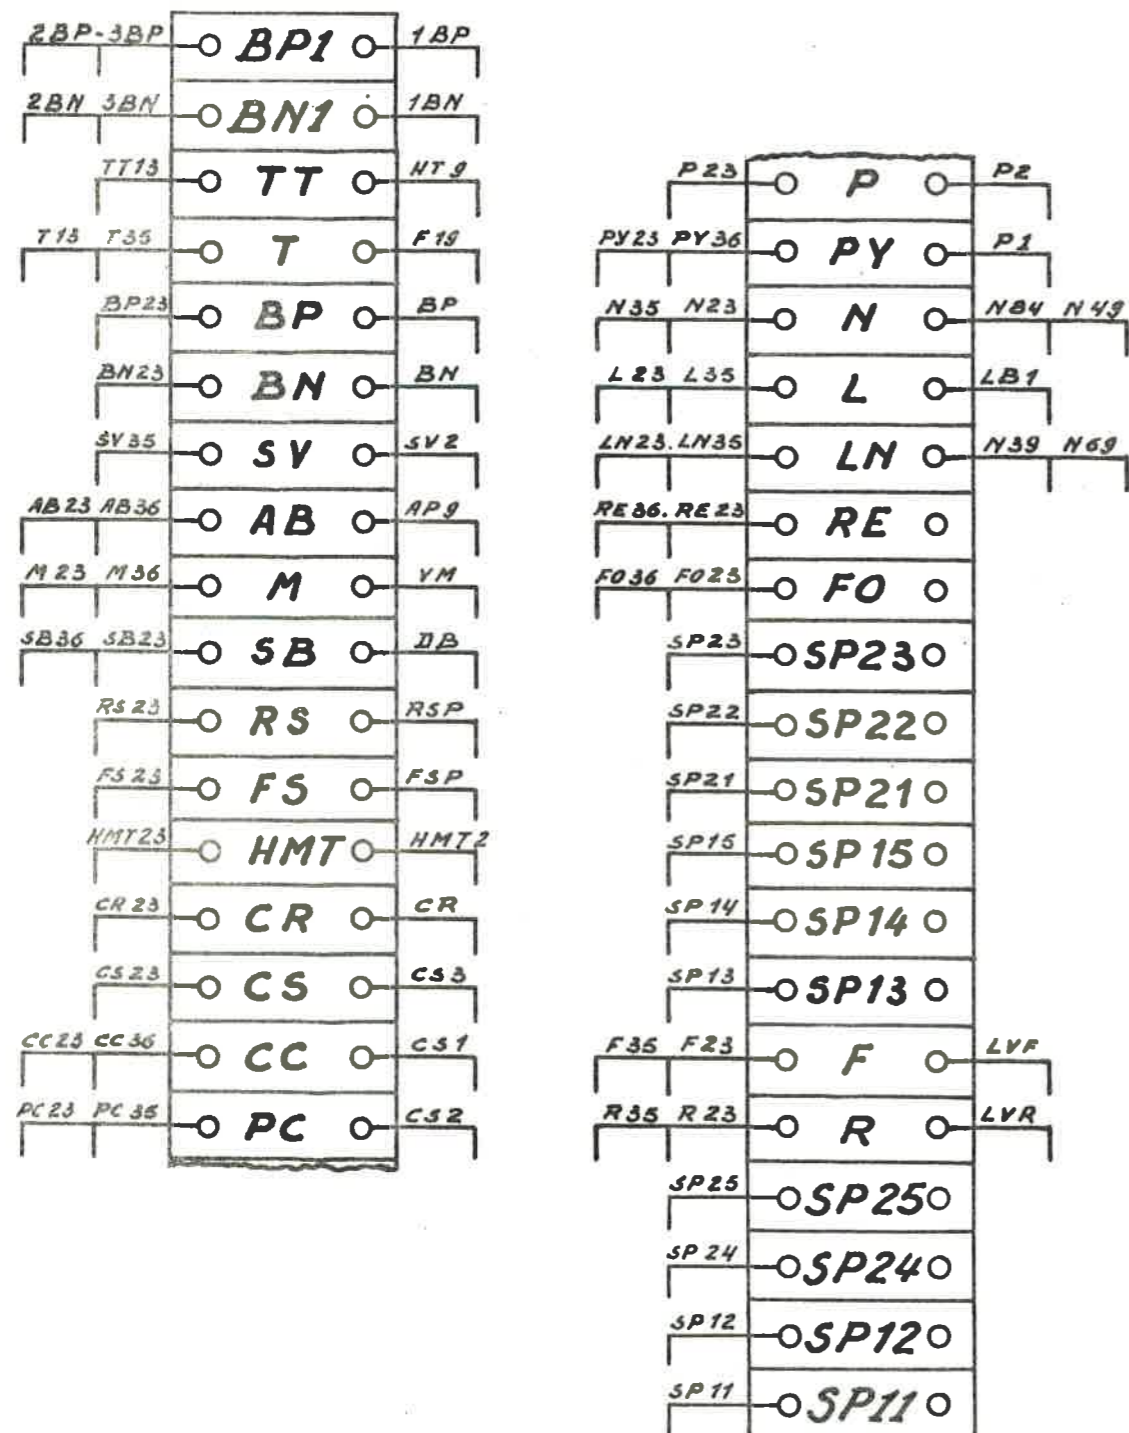 2BP-3BP BP1 1BP
2BN 3BN BN1 1BN
TT13 TT HT9
T13 T35 T F19
BP23 BP BP
BN23 BN BN
SV35 SV SV2
AB23 AB36 AB AP9
M23 M36 M VM
SB36 SB23 SB DB
RS23 RS RSP
FS23 FS FSP
HMT23 HMT HMT2
CR23 CR CR
CS23 CS CS3
CC23 CC36 CC CS1
PC23 PC36 PC CS2
P23 P P2
PY23 PY36 PY P1
N35 N23 N N84 N49
L23 L35 L LB1
LN23. LN35 LN N39 N69
RE36. RE23 RE
FO36 FO23 FO
SP23 SP23
SP22 SP22
SP21 SP21
SP15 SP15
SP14 SP14
SP13 SP13
F35 F23 F LVF
R35 R23 R LVR
SP25 SP25
SP24 SP24
SP12 SP12
SP11 SP11